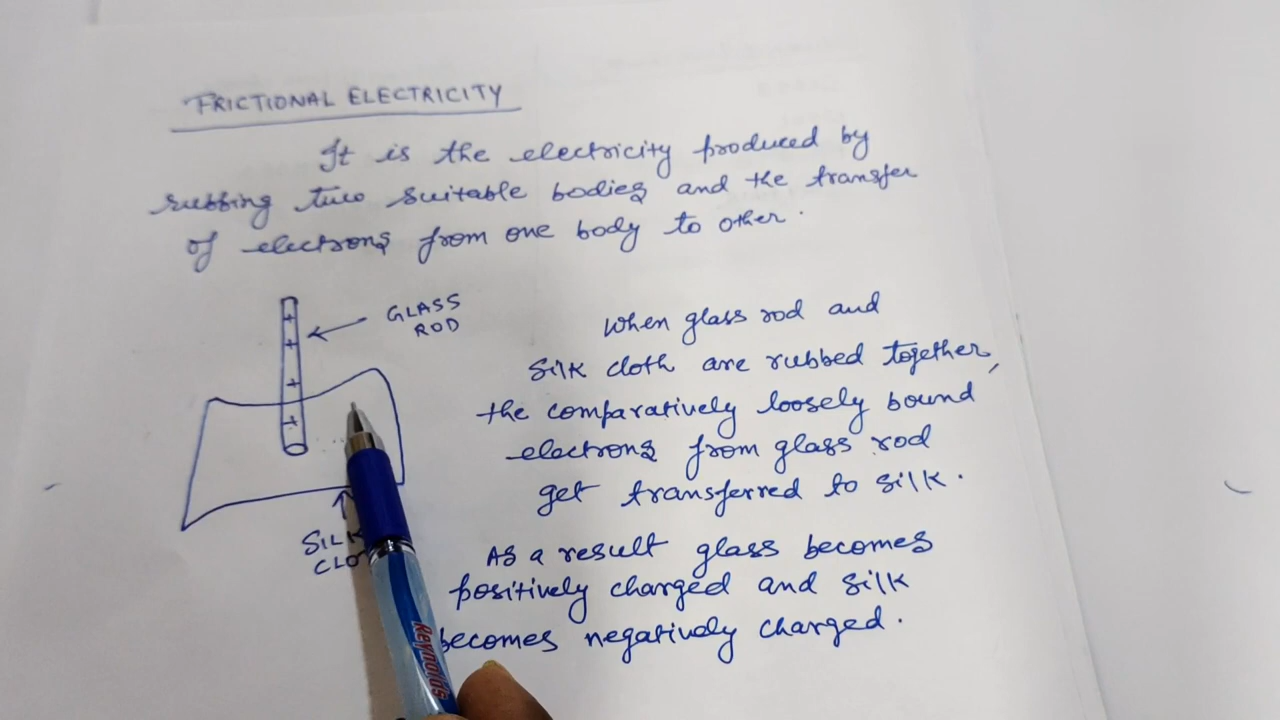 FRICTIONAL ELECTRICITY
It is the electricity produced by
rubbing two suitable bodies and the transfer
of electrons from one body to other.
GLASS
ROD
When glass rod and
silk cloth are rubbed together,
the comparatively loosely bound
electrons from glass rod
get transferred to silk.
SILK
CLO
As a result glass becomes
positively charged and silk
becomes negatively charged.
+
+
+
+
Reynolds